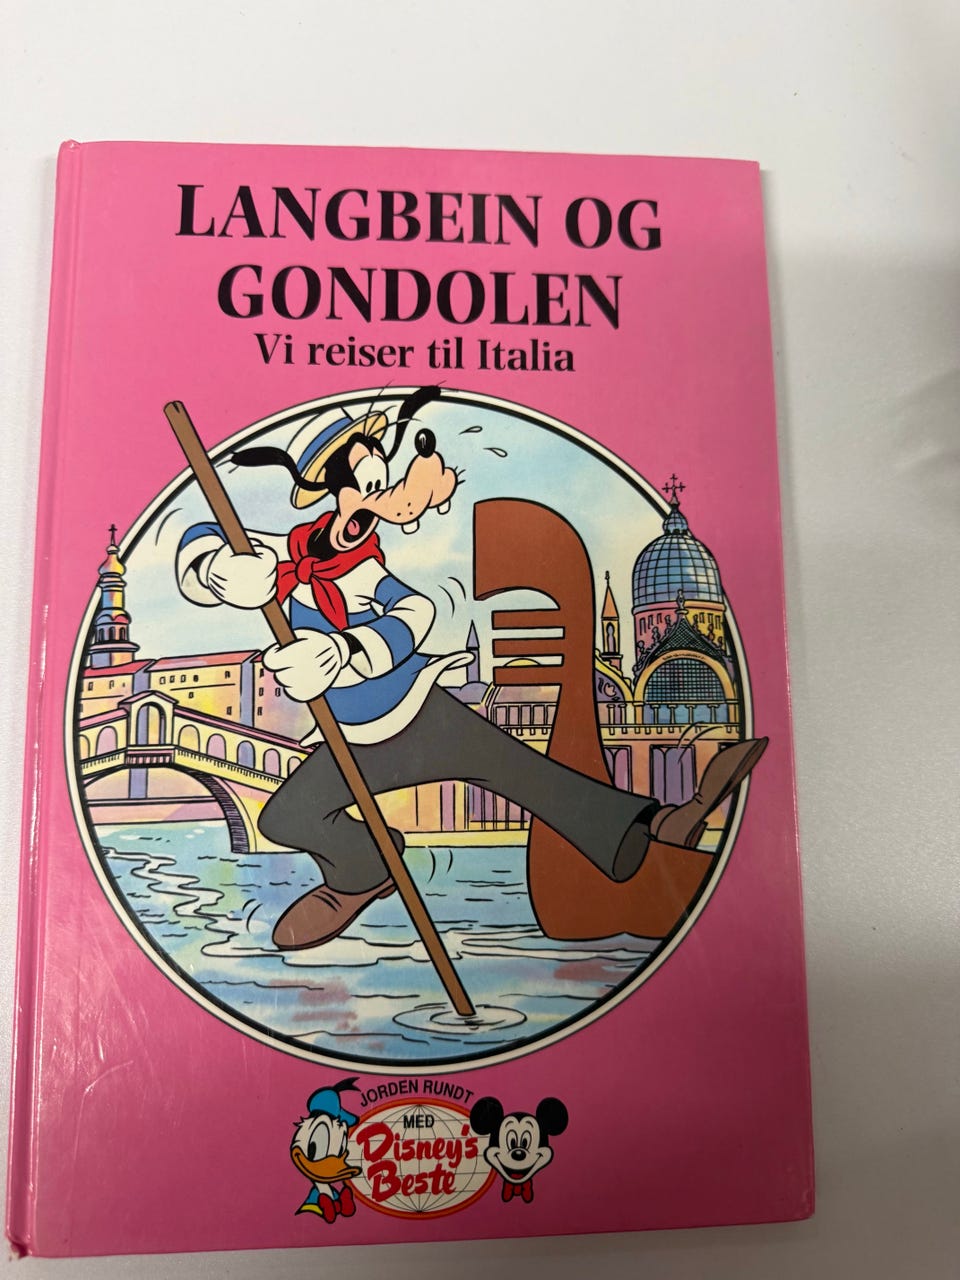 LANGBEIN OG
GONDOLEN
Vi reiser til Italia
JORDEN RUNDT
MED
Disney's
Beste